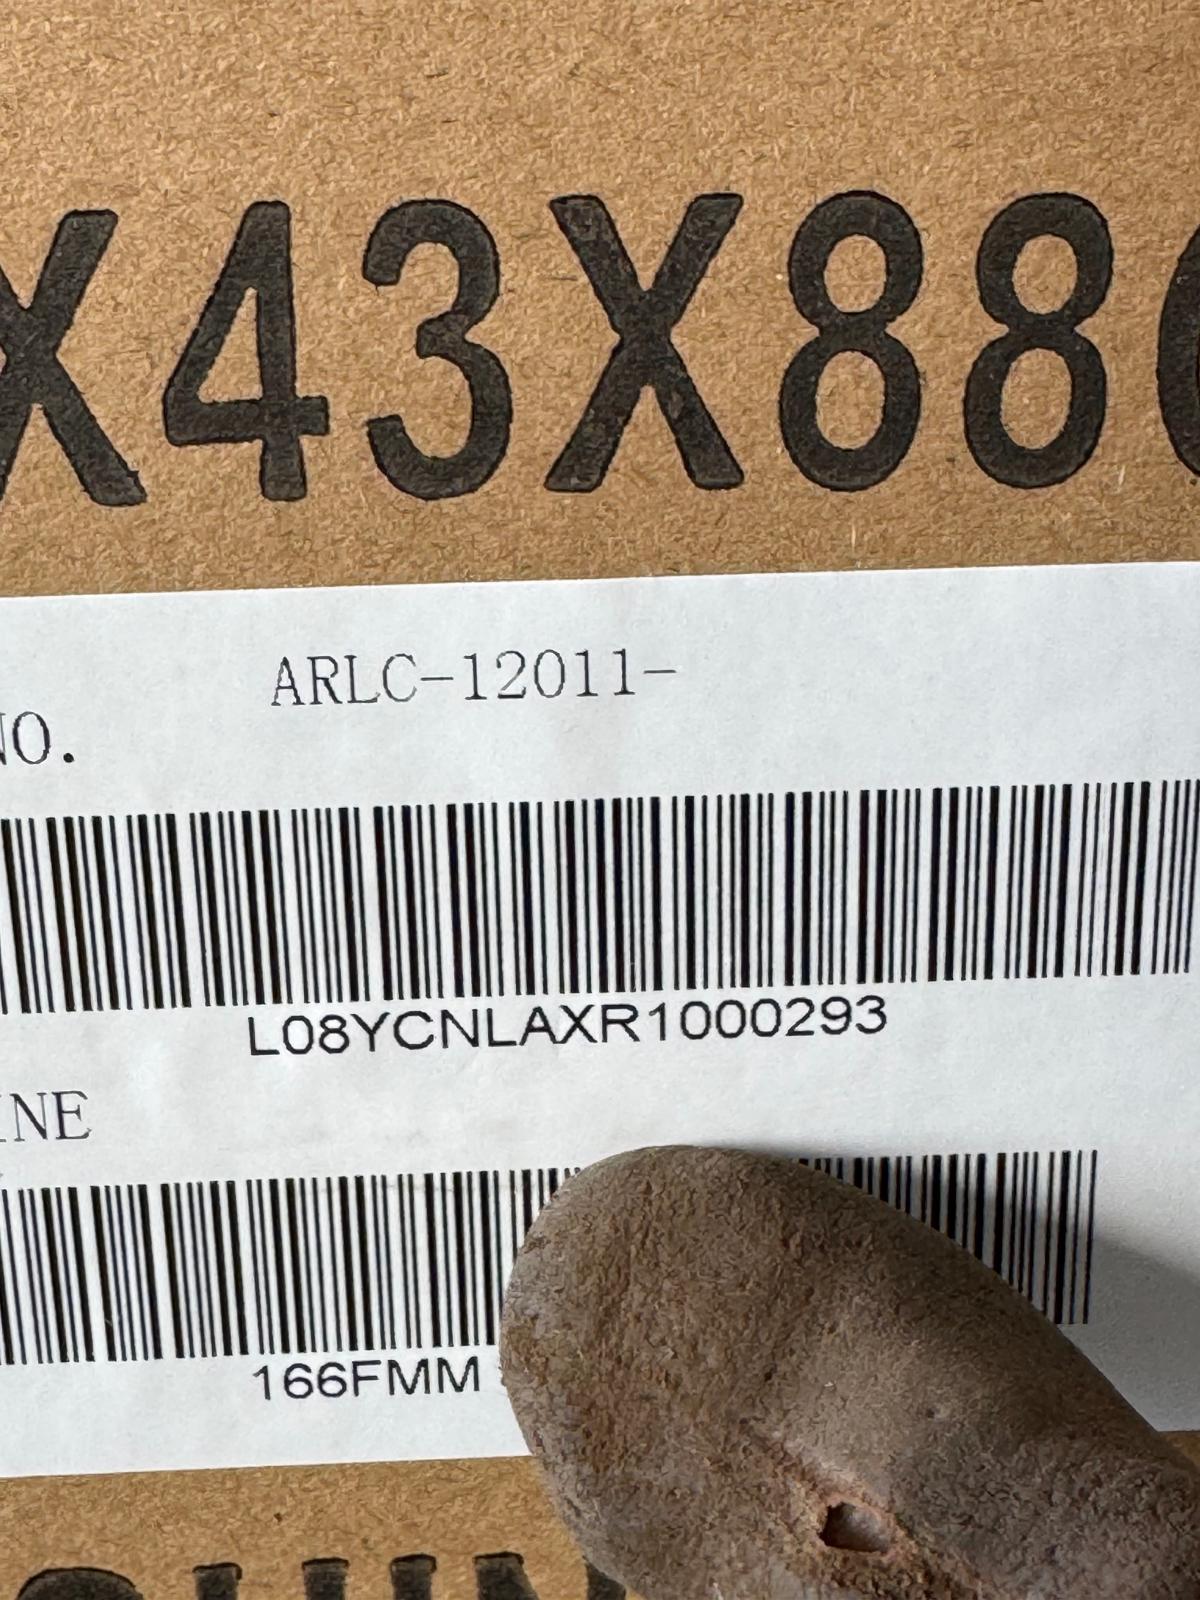 X43X88
ARLC-12011-
NO.
L08YCNLAXR1000293
INE
166FMM